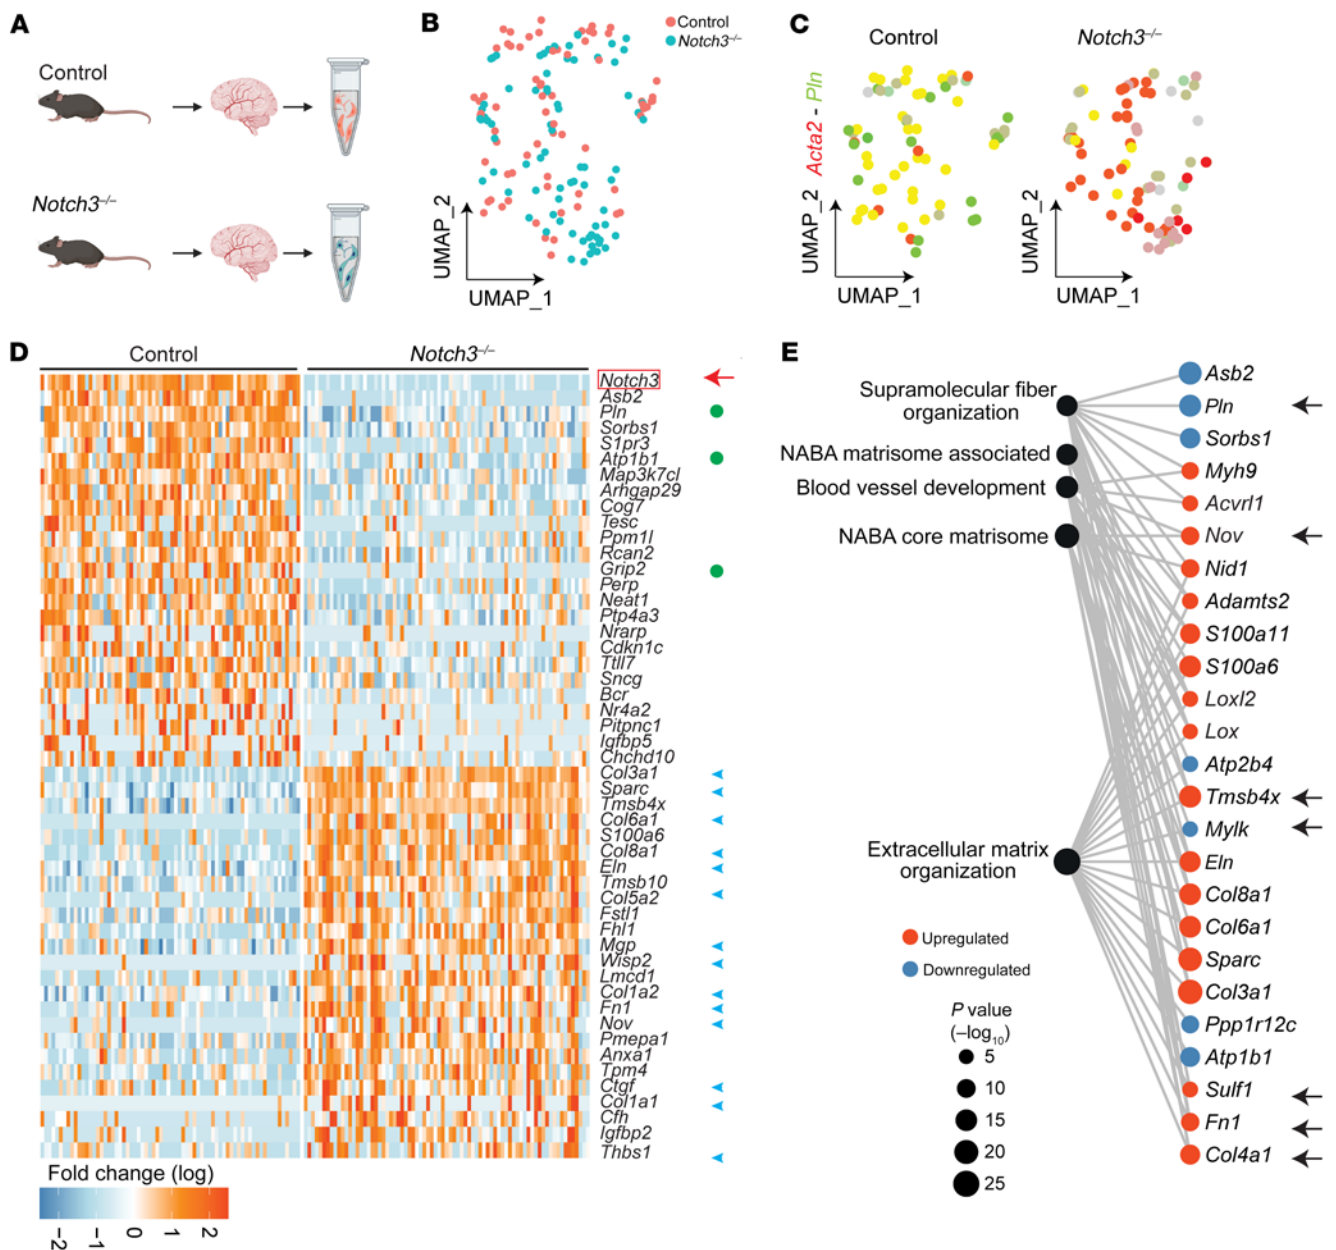 A
Control
Notch3–/–
B
Control
Notch3–/–
UMAP_2
UMAP_1
C
Control
Notch3–/–
Acta2 - Pln
UMAP_2
UMAP_1
UMAP_2
UMAP_1
D
Control
Notch3–/–
Notch3
Asb2
Pln
Sorbs1
S1pr3
Atp1b1
Map3k7cl
Arhgap29
Cog7
Tesc
Ppm1l
Rcan2
Grip2
Perp
Neat1
Ptp4a3
Nrarp
Cdkn1c
Ttll7
Sncg
Bcr
Nr4a2
Pitpnc1
Igfbp5
Chchd10
Col3a1
Sparc
Tmsb4x
Col6a1
S100a6
Col8a1
Eln
Tmsb10
Col5a2
Fstl1
Fhl1
Mgp
Wisp2
Lmcd1
Col1a2
Fn1
Nov
Pmepa1
Anxa1
Tpm4
Ctgf
Col1a1
Cfh
Igfbp2
Thbs1
Fold change (log)
-2
-1
0
1
2
E
Supramolecular fiber
organization
NABA matrisome associated
Blood vessel development
NABA core matrisome
Extracellular matrix
organization
Asb2
Pln
Sorbs1
Myh9
Acvrl1
Nov
Nid1
Adamts2
S100a11
S100a6
Loxl2
Lox
Atp2b4
Tmsb4x
Mylk
Eln
Col8a1
Col6a1
Sparc
Col3a1
Ppp1r12c
Atp1b1
Sulf1
Fn1
Col4a1
Upregulated
Downregulated
P value
(–log10)
5
10
15
20
25